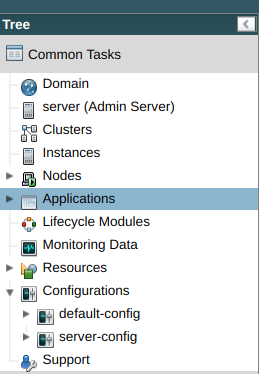 Tree
Common Tasks
Domain
server (Admin Server)
Clusters
Instances
Nodes
Applications
Lifecycle Modules
Monitoring Data
Resources
Configurations
default-config
server-config
Support